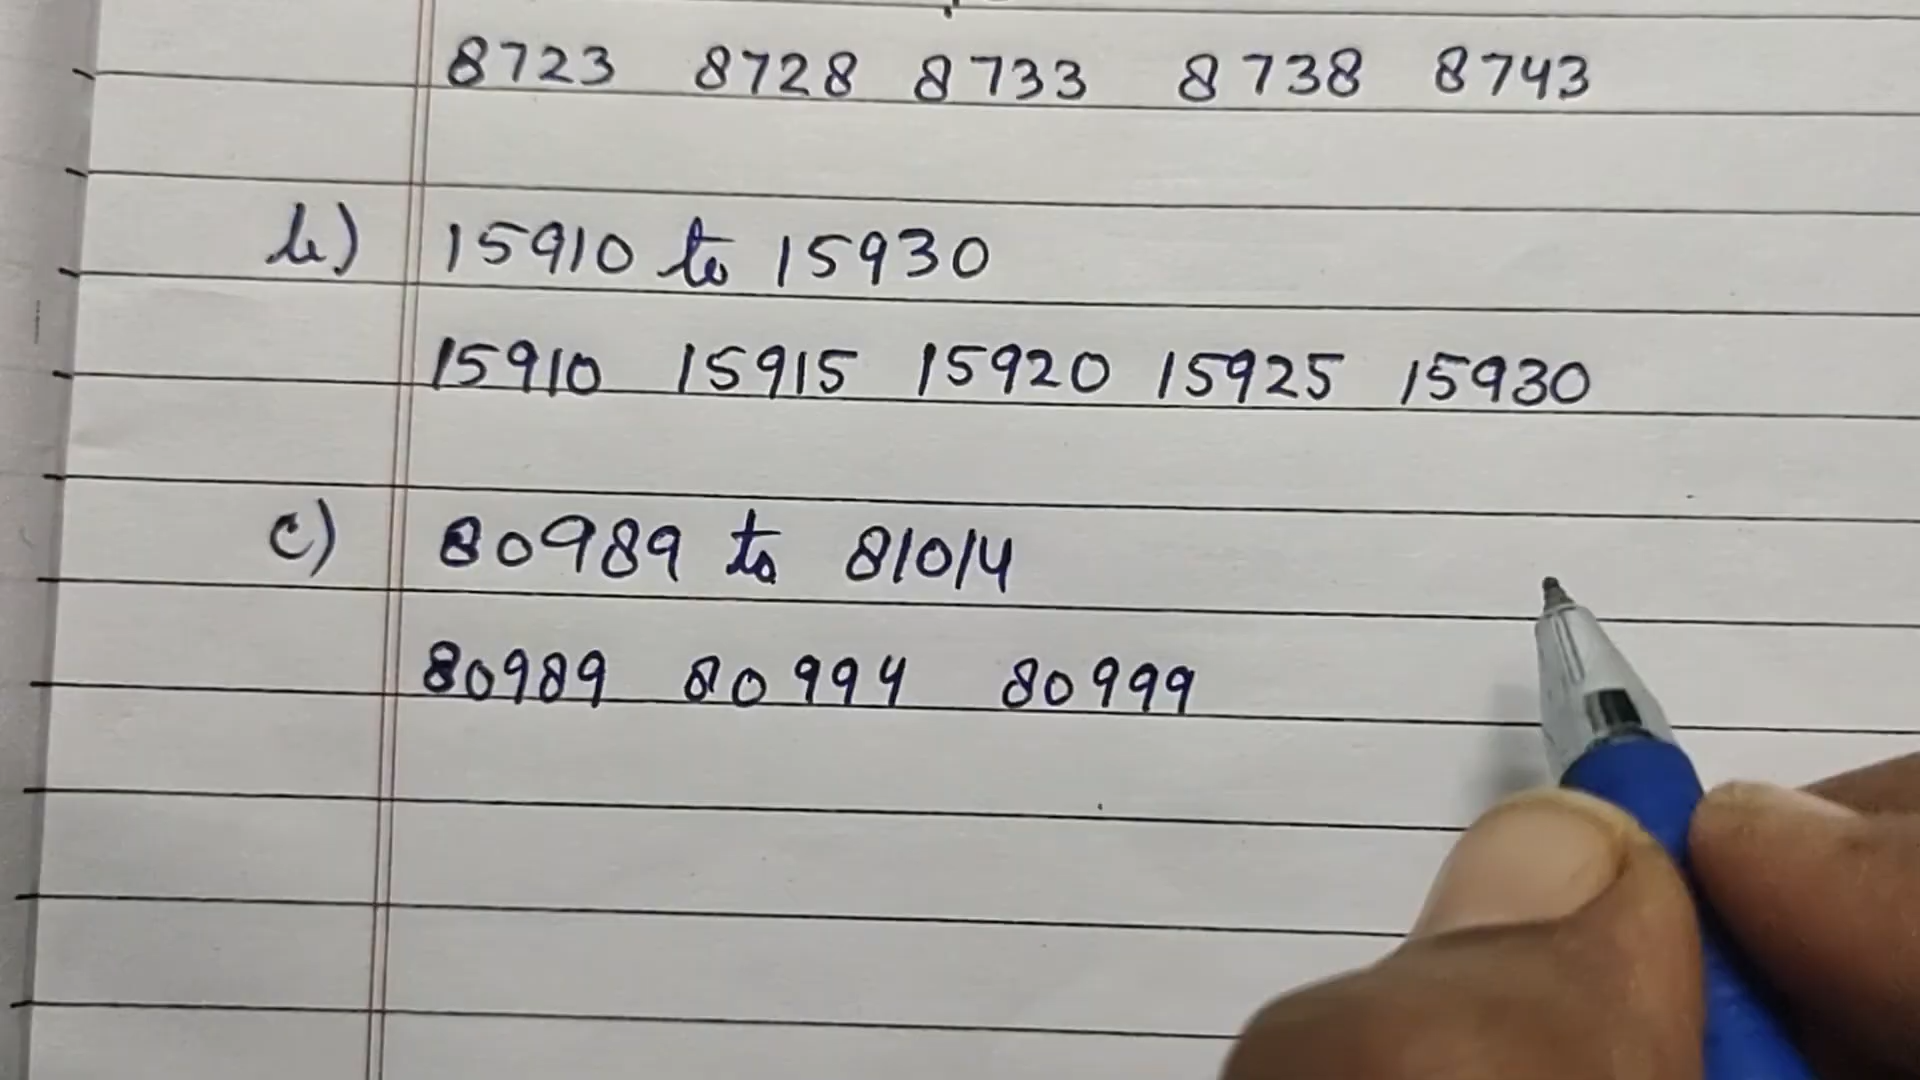 8723 8728 8733 8738 8743
b) 15910 to 15930
15910 15915 15920 15925 15930
c) 80989 to 81014
80989 80994 80999